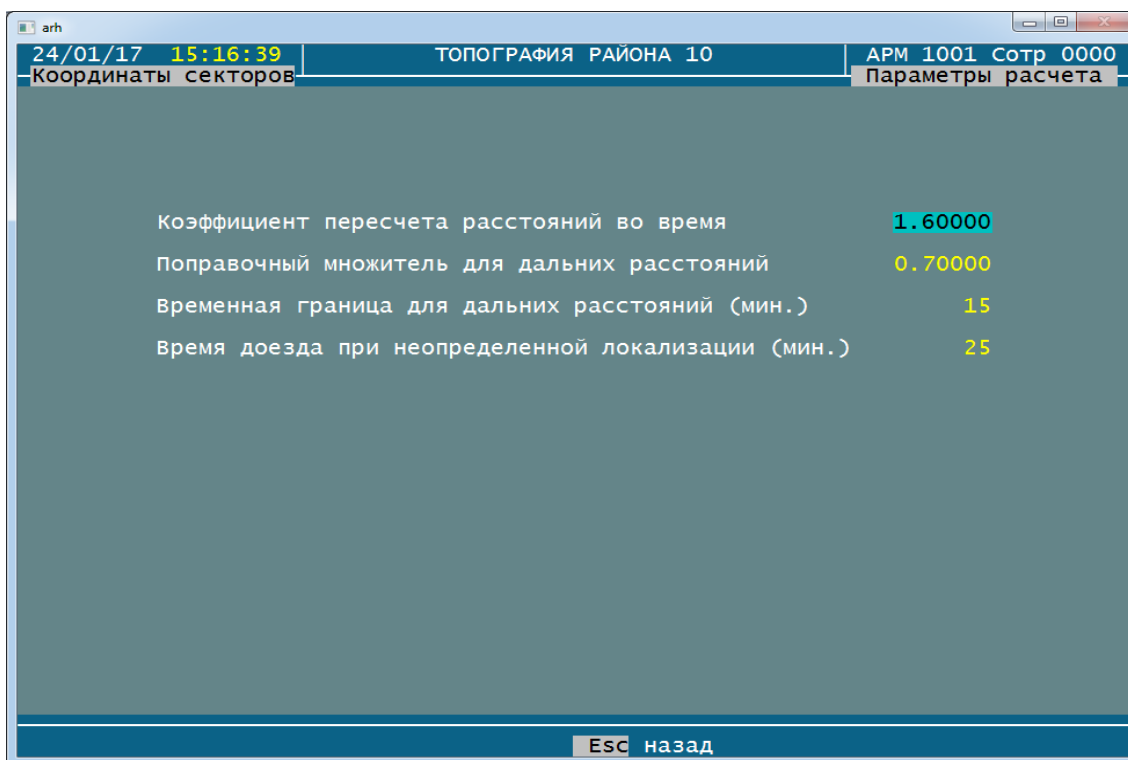 arh
24/01/17 15:16:39 ТОПОГРАФИЯ РАЙОНА 10 АРМ 1001 Сотр 0000
Координаты секторов Параметры расчета
Коэффициент пересчета расстояний во время 1.60000
Поправочный множитель для дальних расстояний 0.70000
Временная граница для дальних расстояний (мин.) 15
Время доезда при неопределенной локализации (мин.) 25
Esc назад